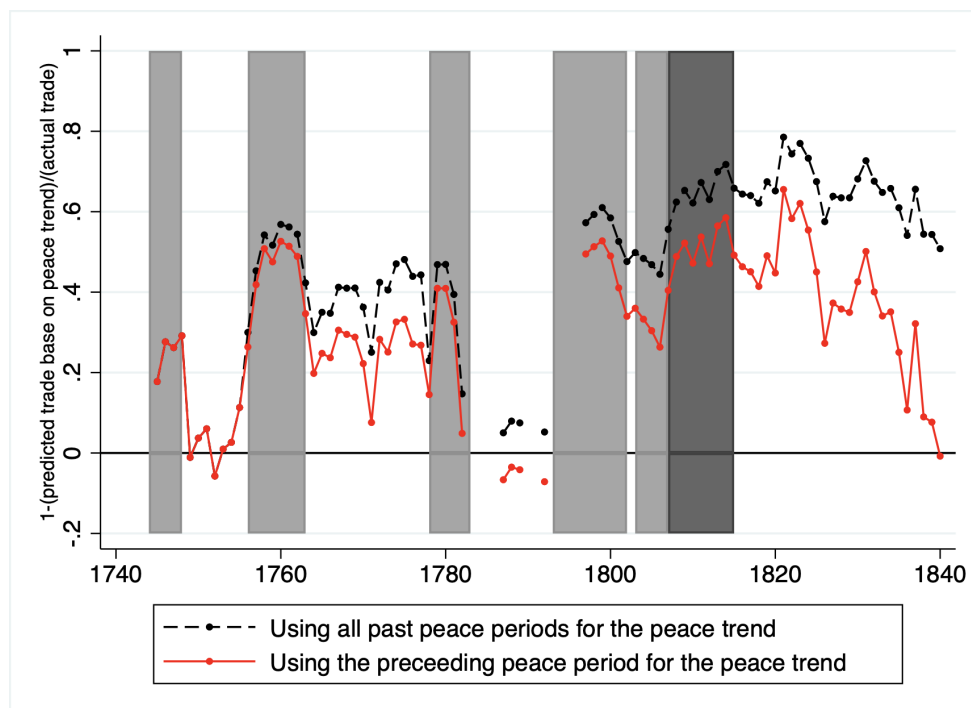 1-(predicted trade base on peace trend)/(actual trade)
1
.8
.6
.4
.2
0
-.2
1740 1760 1780 1800 1820 1840
Using all past peace periods for the peace trend
Using the preceeding peace period for the peace trend